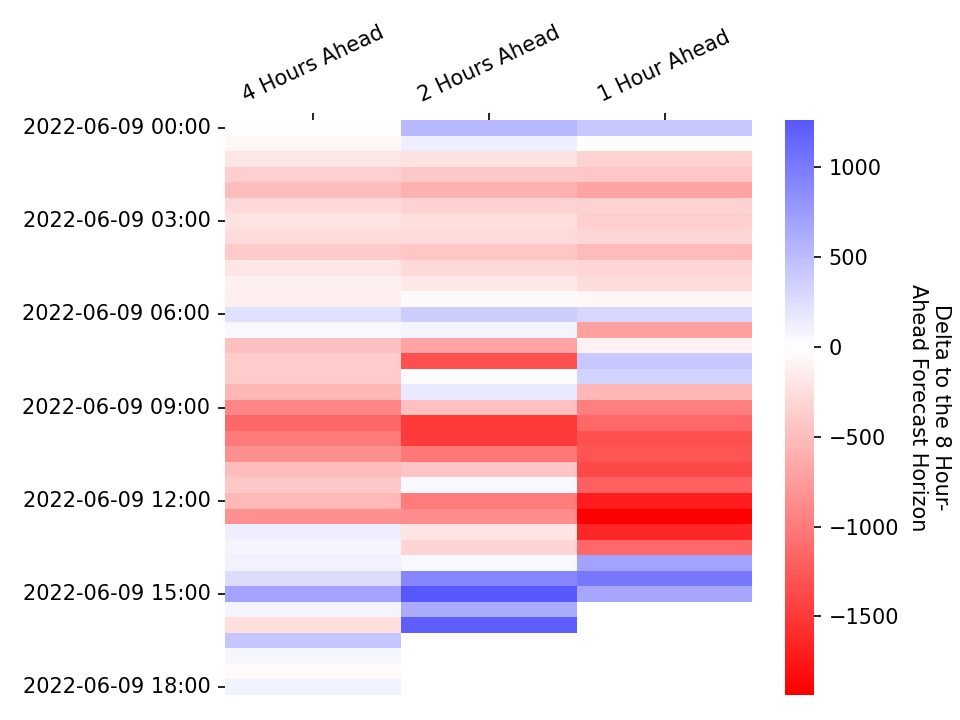 4 Hours Ahead
2 Hours Ahead
1 Hour Ahead
2022-06-09 00:00
2022-06-09 03:00
2022-06-09 06:00
2022-06-09 09:00
2022-06-09 12:00
2022-06-09 15:00
2022-06-09 18:00
1000
500
0
−500
−1000
−1500
Delta to the 8 Hour-
Ahead Forecast Horizon